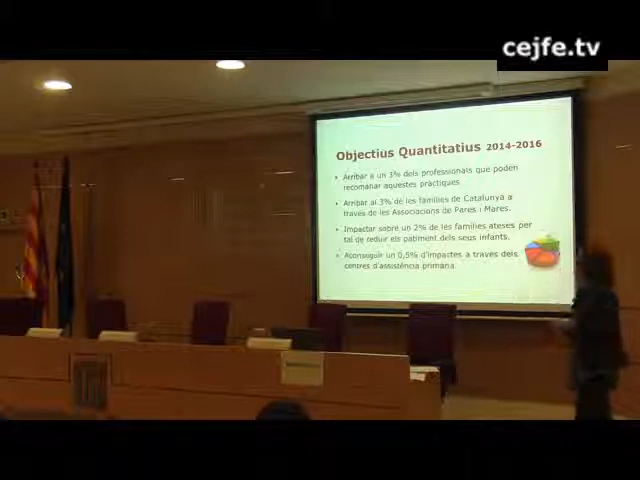 cejfe.tv
Objectius Quantitatius 2014-2016
Arribar a un 3% dels professionals que poden
recomanar aquestes pràctiques
Arribar al 3% de les famílies de Catalunya a
través de les Associacions de Pares i Mares.
Impactar sobre un 2% de les famílies ateses per
tal de reduir els patiment dels seus infants.
Aconseguir un 0,5% d'impactes a través dels
centres d'assistència primària.